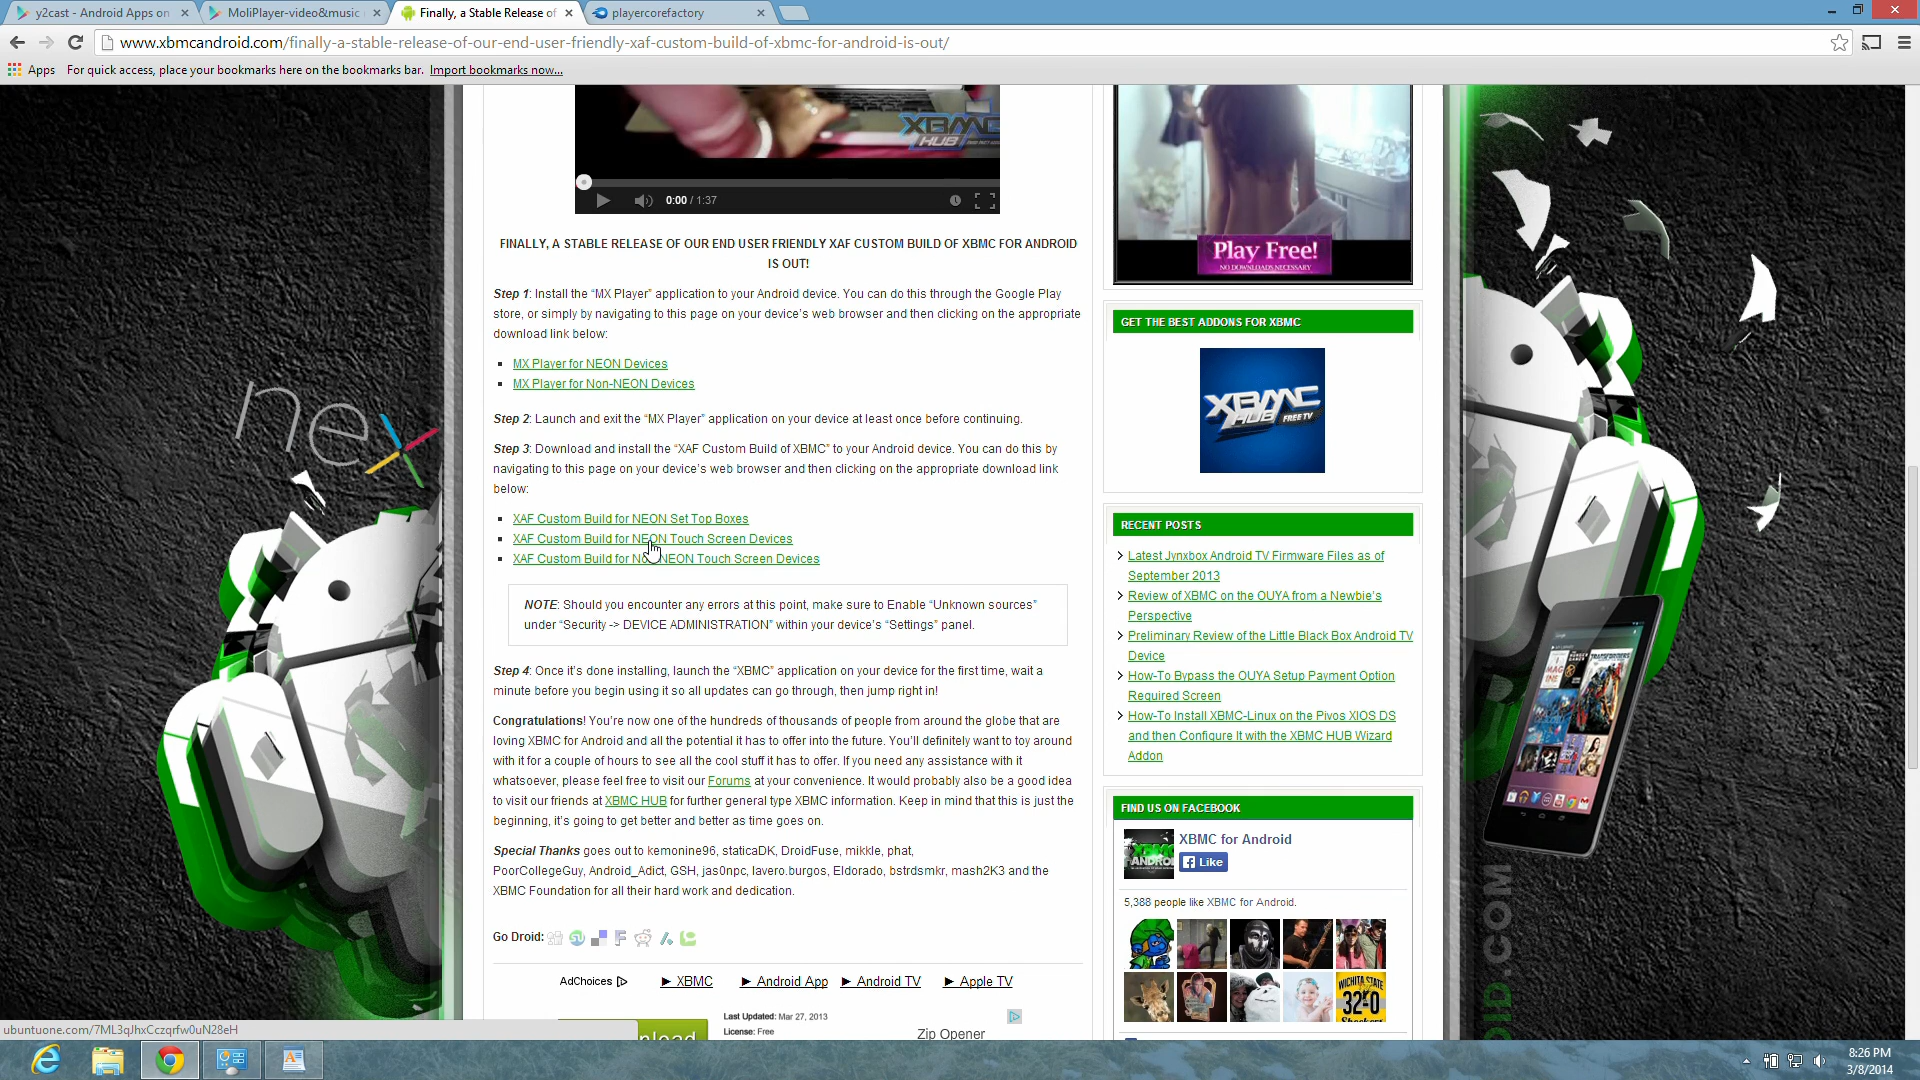 y2cast - Android Apps on
MoliPlayer-video&music
Finally, a Stable Release of
playercorefactory
www.xbmcandroid.com/finally-a-stable-release-of-our-end-user-friendly-xaf-custom-build-of-xbmc-for-android-is-out/
Apps For quick access, place your bookmarks here on the bookmarks bar. Import bookmarks now...
XBMC
HUB
0:00 / 1:37
FINALLY, A STABLE RELEASE OF OUR END USER FRIENDLY XAF CUSTOM BUILD OF XBMC FOR ANDROID
IS OUT!
Step 1: Install the “MX Player” application to your Android device. You can do this through the Google Play
store, or simply by navigating to this page on your device’s web browser and then clicking on the appropriate
download link below:
MX Player for NEON Devices
MX Player for Non-NEON Devices
Step 2: Launch and exit the “MX Player” application on your device at least once before continuing.
Step 3: Download and install the “XAF Custom Build of XBMC” to your Android device. You can do this by
navigating to this page on your device’s web browser and then clicking on the appropriate download link
below:
XAF Custom Build for NEON Set Top Boxes
XAF Custom Build for NEON Touch Screen Devices
XAF Custom Build for Non-NEON Touch Screen Devices
NOTE: Should you encounter any errors at this point, make sure to Enable “Unknown sources”
under “Security -> DEVICE ADMINISTRATION” within your device’s “Settings” panel.
Step 4: Once it’s done installing, launch the “XBMC” application on your device for the first time, wait a
minute before you begin using it so all updates can go through, then jump right in!
Congratulations! You’re now one of the hundreds of thousands of people from around the globe that are
loving XBMC for Android and all the potential it has to offer into the future. You’ll definitely want to toy around
with it for a couple of hours to see all the cool stuff it has to offer. If you need any assistance with it
whatsoever, please feel free to visit our Forums at your convenience. It would probably also be a good idea
to visit our friends at XBMC HUB for further general type XBMC information. Keep in mind that this is just the
beginning, it’s going to get better and better as time goes on.
Special Thanks goes out to kemonine96, staticaDK, DroidFuse, mikkle, phat,
PoorCollegeGuy, Android_Adict, GSH, jas0npc, lavero.burgos, Eldorado, bstrdsmkr, mash2K3 and the
XBMC Foundation for all their hard work and dedication.
Go Droid:
AdChoices
► XBMC
► Android App
► Android TV
► Apple TV
Last Updated: Mar 27, 2013
License: Free
Zip Opener
Play Free!
NO DOWNLOADS NECESSARY
GET THE BEST ADDONS FOR XBMC
XBMC
HUB FREE TV
RECENT POSTS
Latest Jynxbox Android TV Firmware Files as of
September 2013
Review of XBMC on the OUYA from a Newbie’s
Perspective
Preliminary Review of the Little Black Box Android TV
Device
How-To Bypass the OUYA Setup Payment Option
Required Screen
How-To Install XBMC-Linux on the Pivos XIOS DS
and then Configure It with the XBMC HUB Wizard
Addon
FIND US ON FACEBOOK
XBMC for Android
Like
5,388 people like XBMC for Android.
WICHITA STATE
32-0
Shockers
nex
OID.COM
ubuntuone.com/7ML3qJhxCczqrfw0uN28eH
8:26 PM
3/8/2014